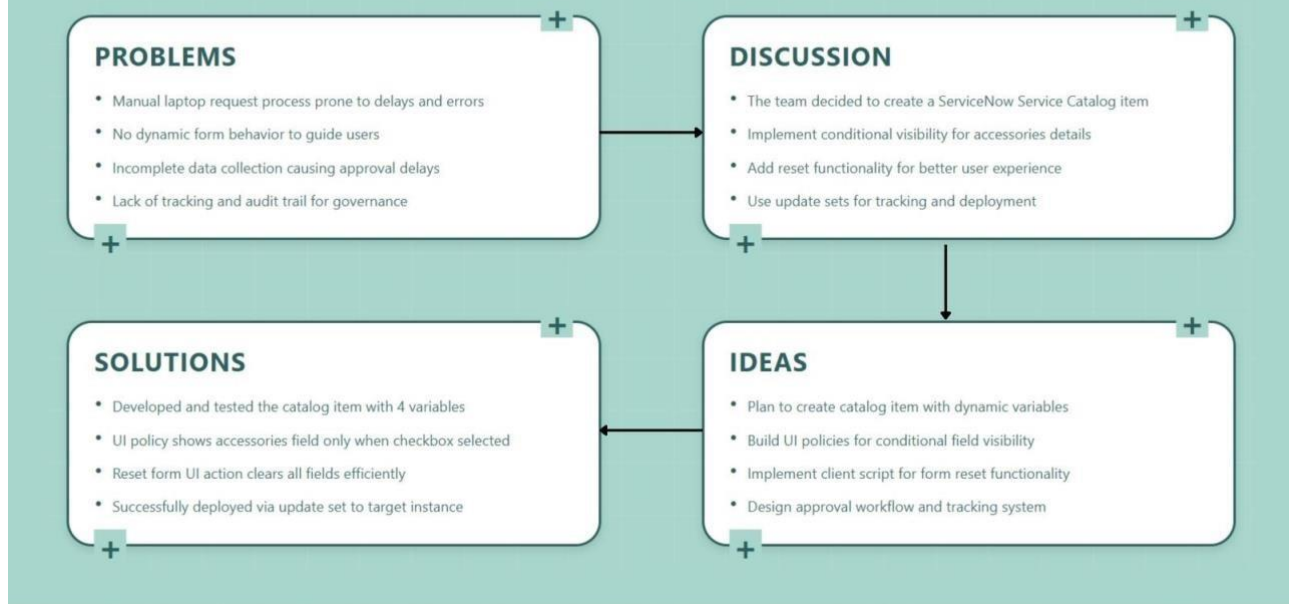 PROBLEMS
• Manual laptop request process prone to delays and errors
• No dynamic form behavior to guide users
• Incomplete data collection causing approval delays
• Lack of tracking and audit trail for governance
DISCUSSION
• The team decided to create a ServiceNow Service Catalog item
• Implement conditional visibility for accessories details
• Add reset functionality for better user experience
• Use update sets for tracking and deployment
IDEAS
• Plan to create catalog item with dynamic variables
• Build UI policies for conditional field visibility
• Implement client script for form reset functionality
• Design approval workflow and tracking system
SOLUTIONS
• Developed and tested the catalog item with 4 variables
• UI policy shows accessories field only when checkbox selected
• Reset form UI action clears all fields efficiently
• Successfully deployed via update set to target instance